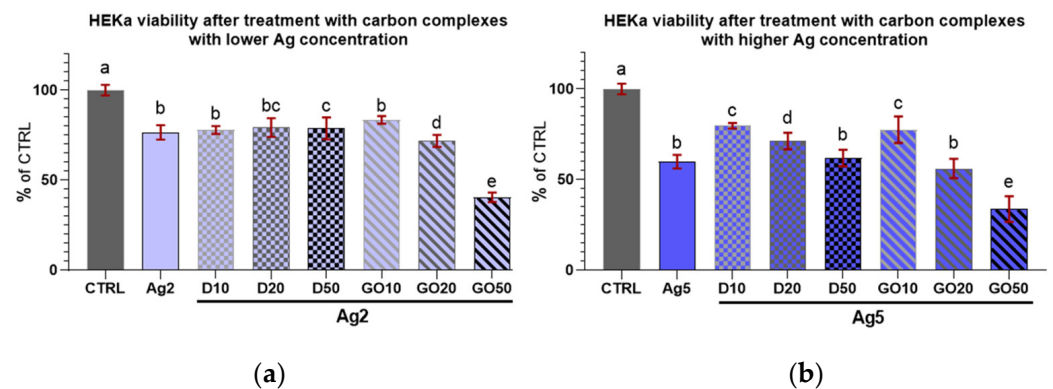 HEKa viability after treatment with carbon complexes
with lower Ag concentration
% of CTRL
100
50
0
a
b
b
bc
c
b
d
e
CTRL Ag2 D10 D20 D50 GO10 GO20 GO50
Ag2
(a)
HEKa viability after treatment with carbon complexes
with higher Ag concentration
% of CTRL
100
50
0
a
b
c
d
b
c
b
e
CTRL Ag5 D10 D20 D50 GO10 GO20 GO50
Ag5
(b)